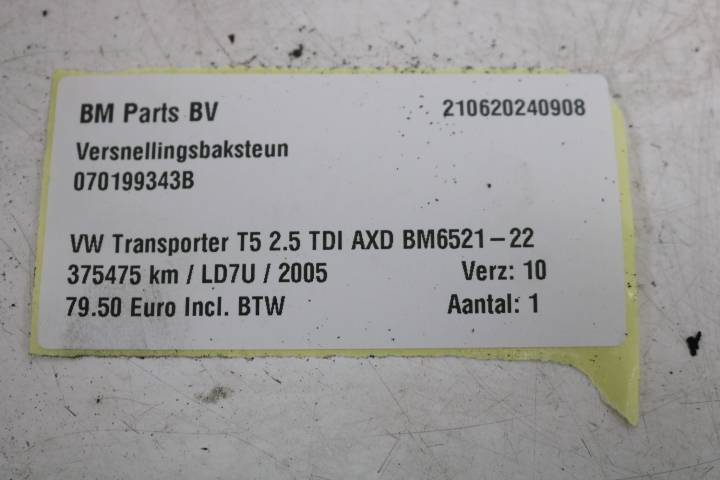 BM Parts BV 210620240908
Versnellingsbaksteun
070199343B
VW Transporter T5 2.5 TDI AXD BM6521-22
375475 km / LD7U / 2005 Verz: 10
79.50 Euro Incl. BTW Aantal: 1